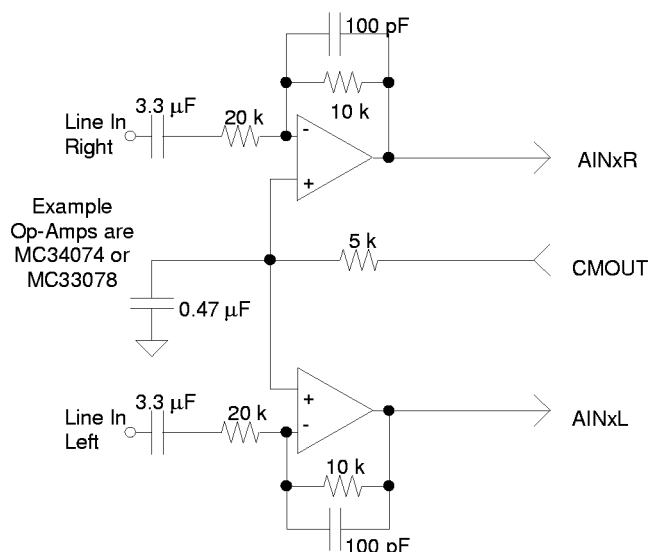 100 pF
10 k
3.3 µF
20 k
Line In
Right
-
+
AINxR
Example
Op-Amps are
MC34074 or
MC33078
5 k
CMOUT
0.47 µF
3.3 µF
20 k
Line In
Left
+
-
AINxL
10 k
100 pF